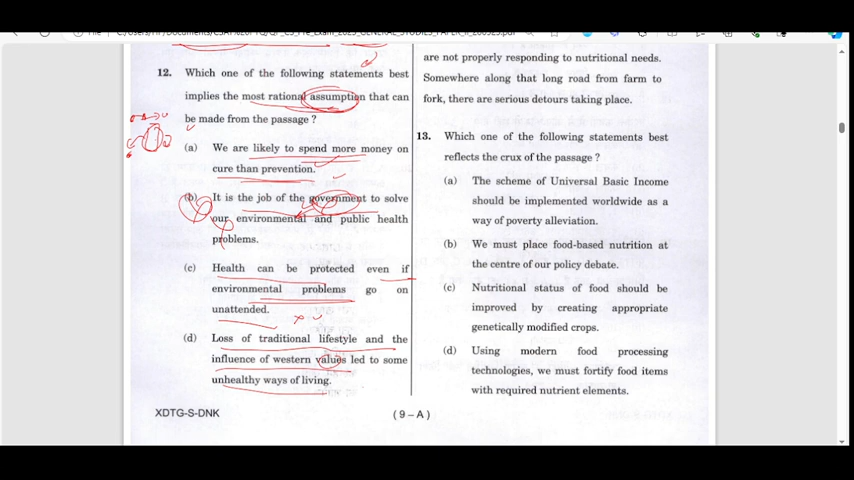 File
12. Which one of the following statements best
implies the most rational assumption that can
be made from the passage ?
(a) We are likely to spend more money on
cure than prevention.
(b) It is the job of the government to solve
our environmental and public health
problems.
(c) Health can be protected even if
environmental problems go on
unattended.
(d) Loss of traditional lifestyle and the
influence of western values led to some
unhealthy ways of living.
XDTG-S-DNK
(9-A)
are not properly responding to nutritional needs.
Somewhere along that long road from farm to
fork, there are serious detours taking place.
13. Which one of the following statements best
reflects the crux of the passage ?
(a) The scheme of Universal Basic Income
should be implemented worldwide as a
way of poverty alleviation.
(b) We must place food-based nutrition at
the centre of our policy debate.
(c) Nutritional status of food should be
improved by creating appropriate
genetically modified crops.
(d) Using modern food processing
technologies, we must fortify food items
with required nutrient elements.